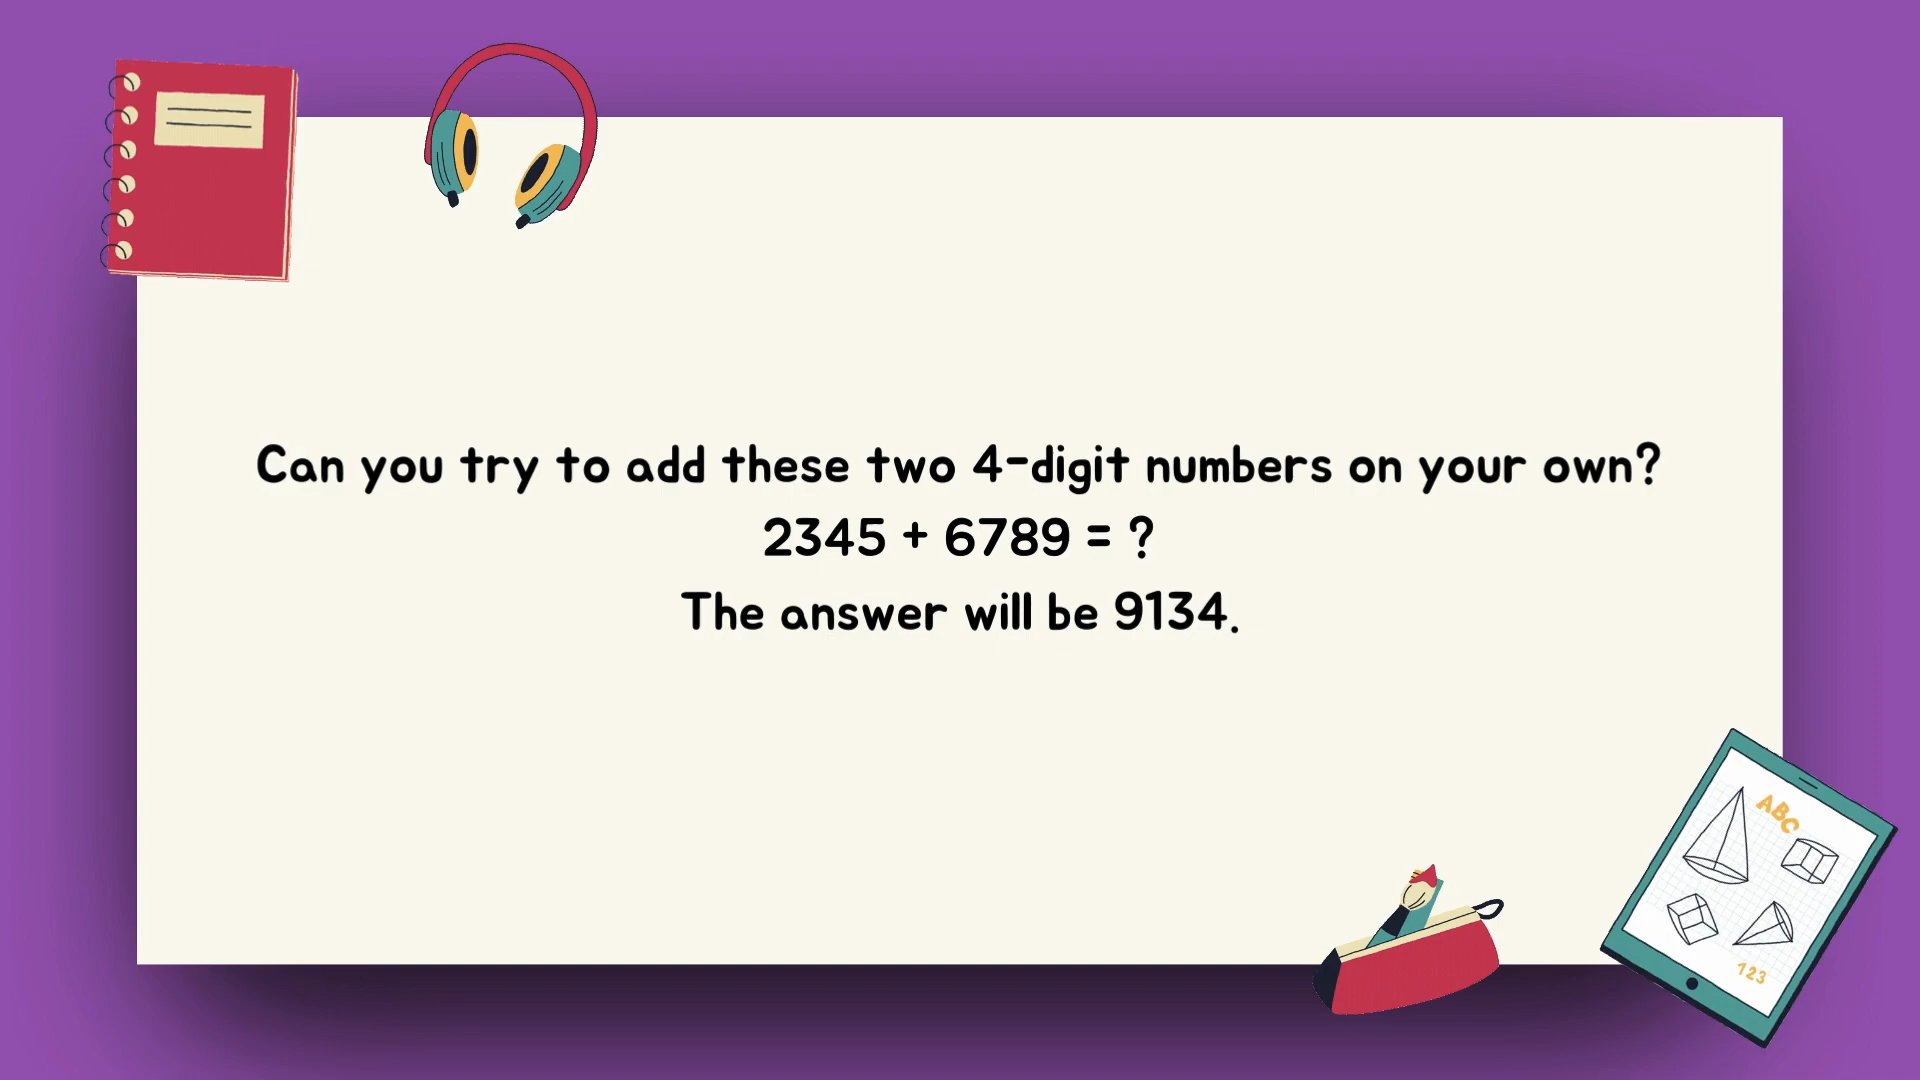 Can you try to add these two 4-digit numbers on your own?
2345 + 6789 = ?
The answer will be 9134.
ABC
123